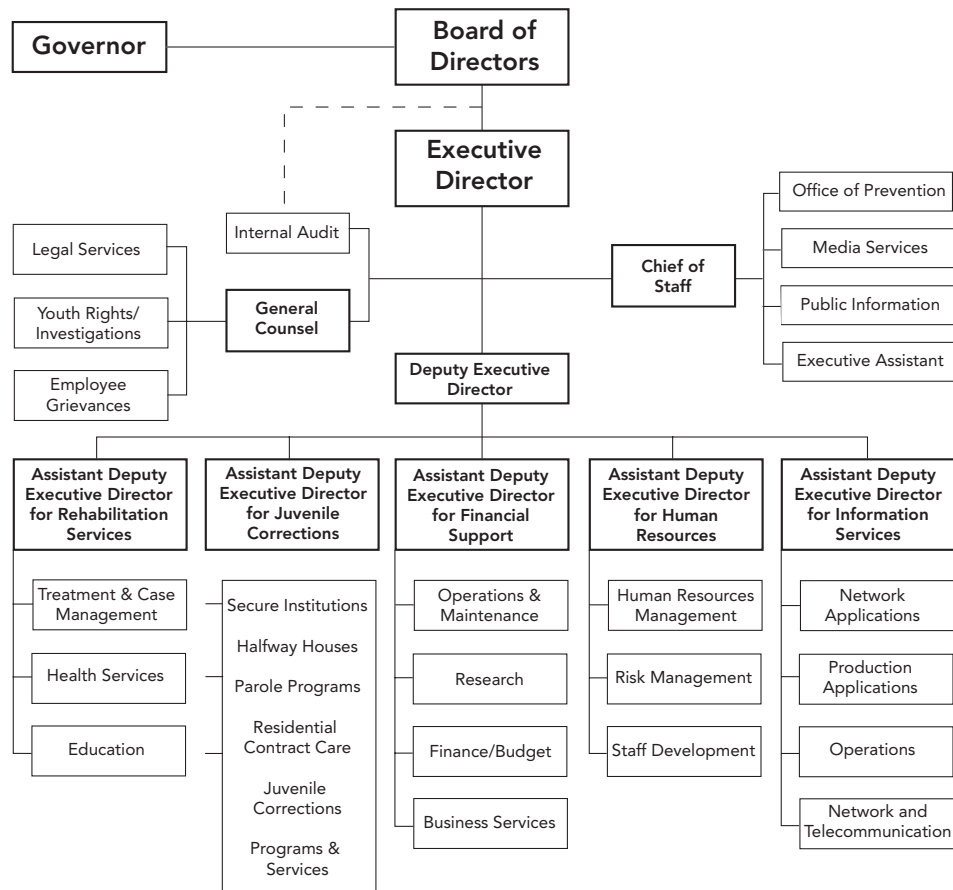 Governor
Board of
Directors
Executive
Director
Office of Prevention
Internal Audit
Legal Services
Media Services
Chief of
Staff
General
Counsel
Youth Rights/
Investigations
Public Information
Executive Assistant
Deputy Executive
Director
Employee
Grievances
Assistant Deputy
Executive Director
for Rehabilitation
Services
Assistant Deputy
Executive Director
for Juvenile
Corrections
Assistant Deputy
Executive Director
for Financial
Support
Assistant Deputy
Executive Director
for Human
Resources
Assistant Deputy
Executive Director
for Information
Services
Treatment & Case
Management
Health Services
Education
Secure Institutions
Halfway Houses
Parole Programs
Residential
Contract Care
Juvenile
Corrections
Programs &
Services
Operations &
Maintenance
Research
Finance/Budget
Business Services
Human Resources
Management
Risk Management
Staff Development
Network
Applications
Production
Applications
Operations
Network and
Telecommunication